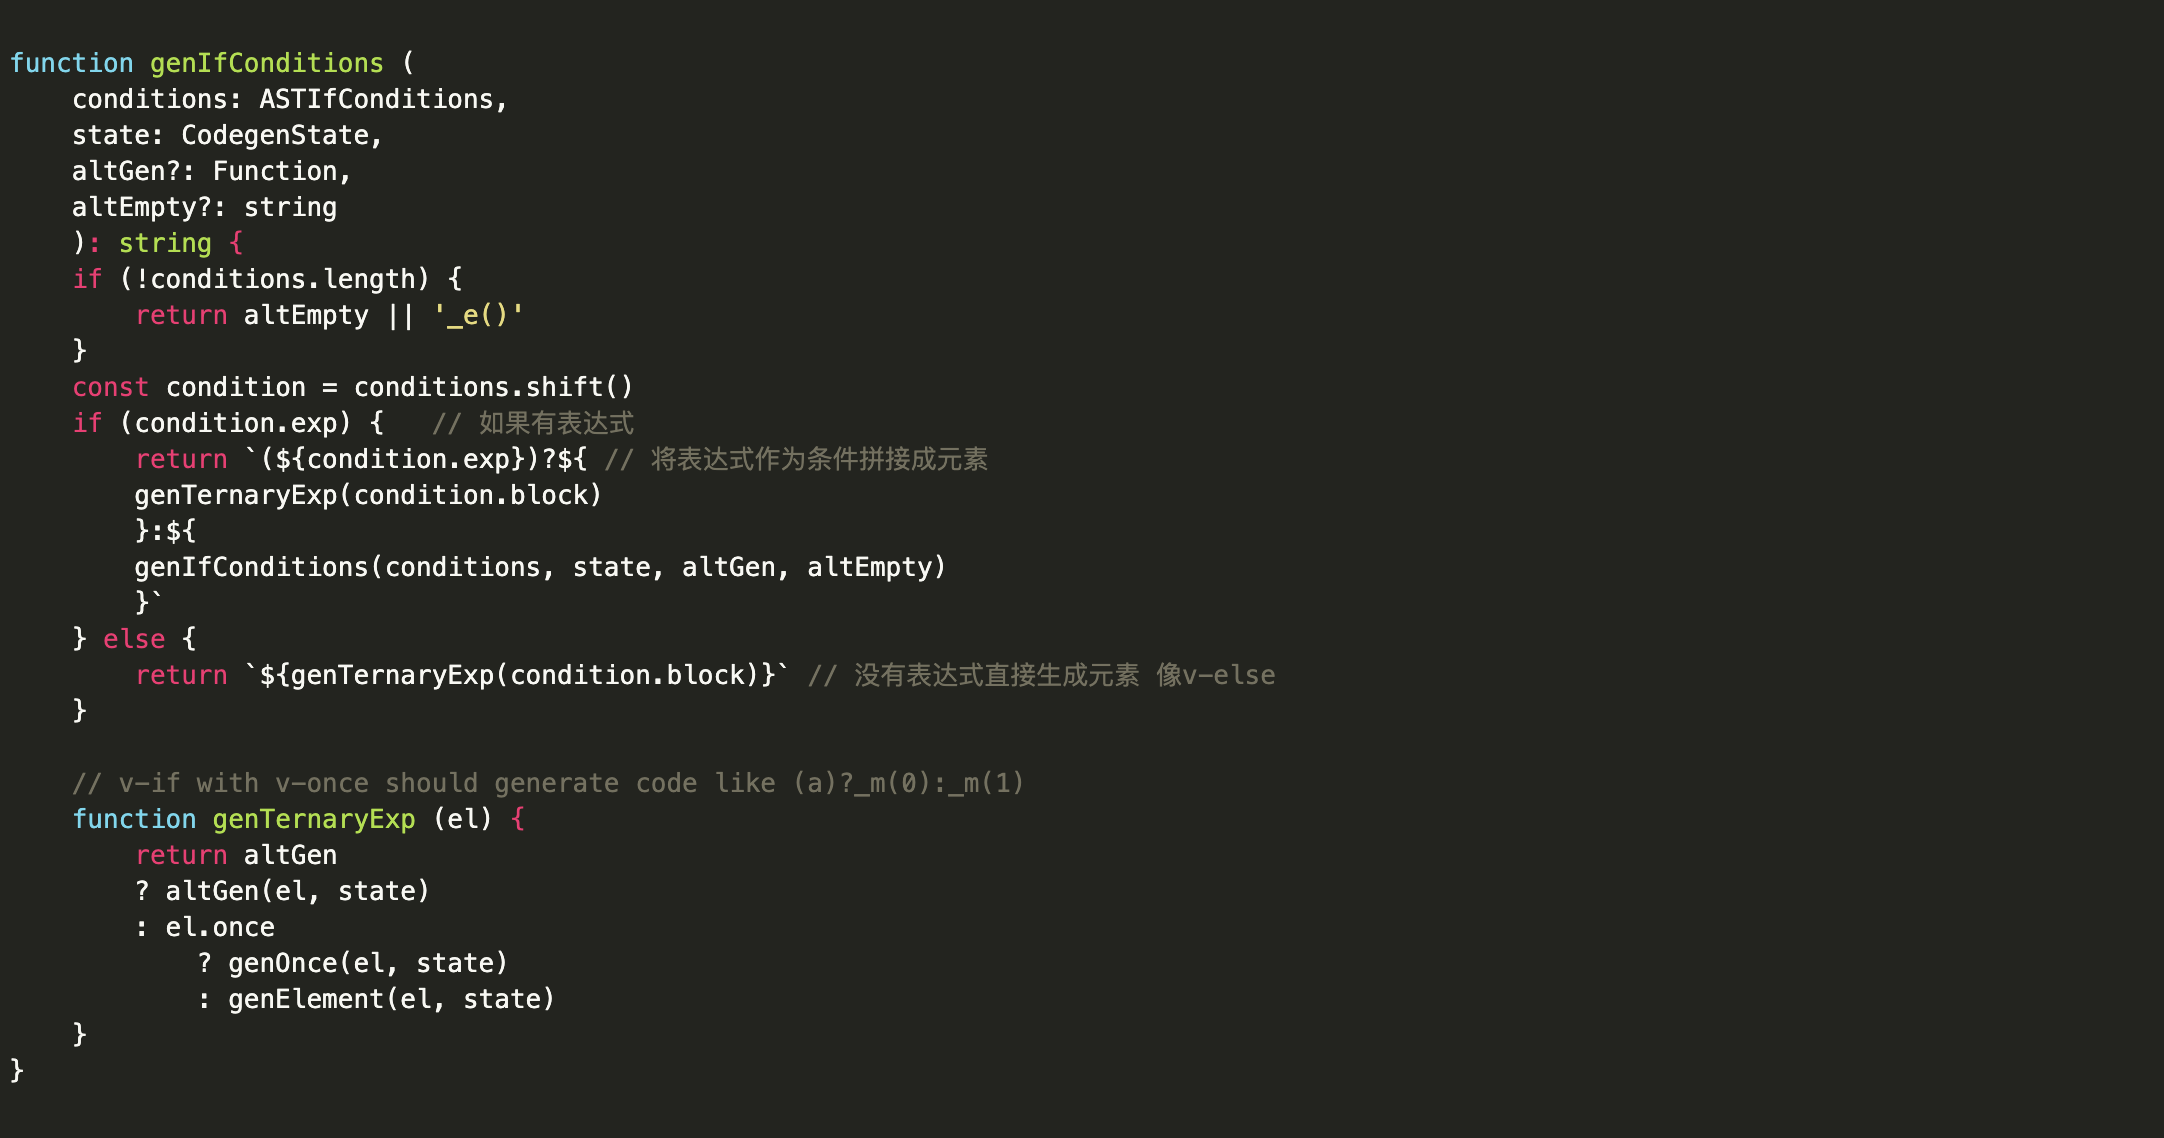 function genIfConditions (
    conditions: ASTIfConditions,
    state: CodegenState,
    altGen?: Function,
    altEmpty?: string
    ): string {
    if (!conditions.length) {
        return altEmpty || '_e()'
    }
    const condition = conditions.shift()
    if (condition.exp) {   // 如果有表达式
        return `(${condition.exp})?${ // 将表达式作为条件拼接成元素
        genTernaryExp(condition.block)
        }:${
        genIfConditions(conditions, state, altGen, altEmpty)
        }`
    } else {
        return `${genTernaryExp(condition.block)}` // 没有表达式直接生成元素 像v-else
    }

    // v-if with v-once should generate code like (a)?_m(0):_m(1)
    function genTernaryExp (el) {
        return altGen
        ? altGen(el, state)
        : el.once
            ? genOnce(el, state)
            : genElement(el, state)
    }
}